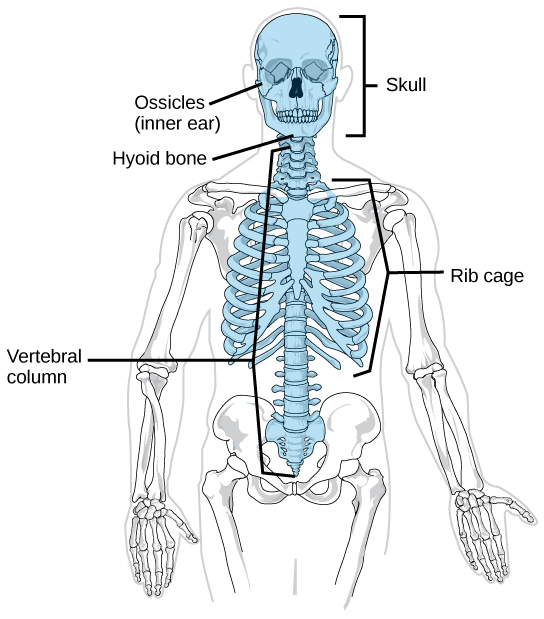 Skull
Ossicles
(inner ear)
Hyoid bone
Rib cage
Vertebral
column